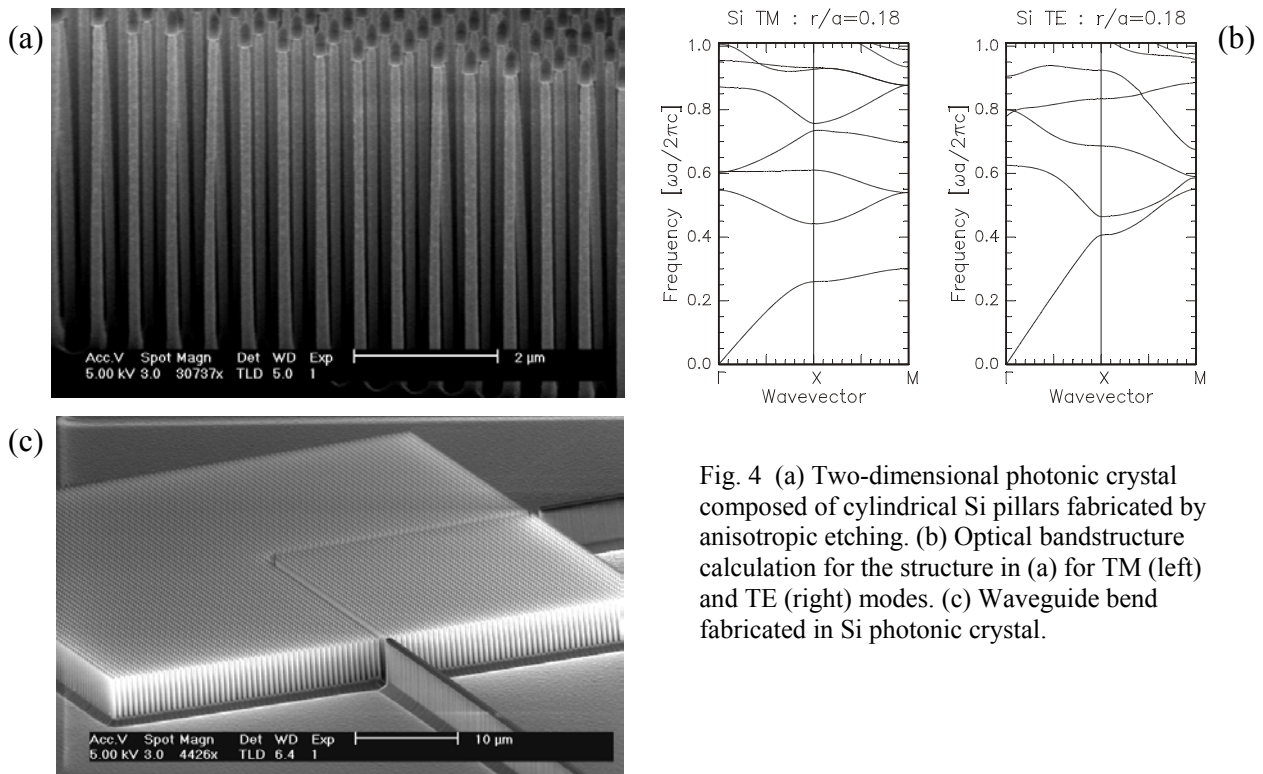 (a)
Acc.V Spot Magn Det WD Exp
5.00 kV 3.0 30737x TLD 5.0 1
2 µm
(b)
Si TM : r/a=0.18
Si TE : r/a=0.18
Frequency [ωa/2πc]
1.0
0.8
0.6
0.4
0.2
0.0
Γ X M
Wavevector
Frequency [ωa/2πc]
1.0
0.8
0.6
0.4
0.2
0.0
Γ X M
Wavevector
(c)
Acc.V Spot Magn Det WD Exp
5.00 kV 3.0 4426x TLD 6.4 1
10 µm
Fig. 4 (a) Two-dimensional photonic crystal
composed of cylindrical Si pillars fabricated by
anisotropic etching. (b) Optical bandstructure
calculation for the structure in (a) for TM (left)
and TE (right) modes. (c) Waveguide bend
fabricated in Si photonic crystal.